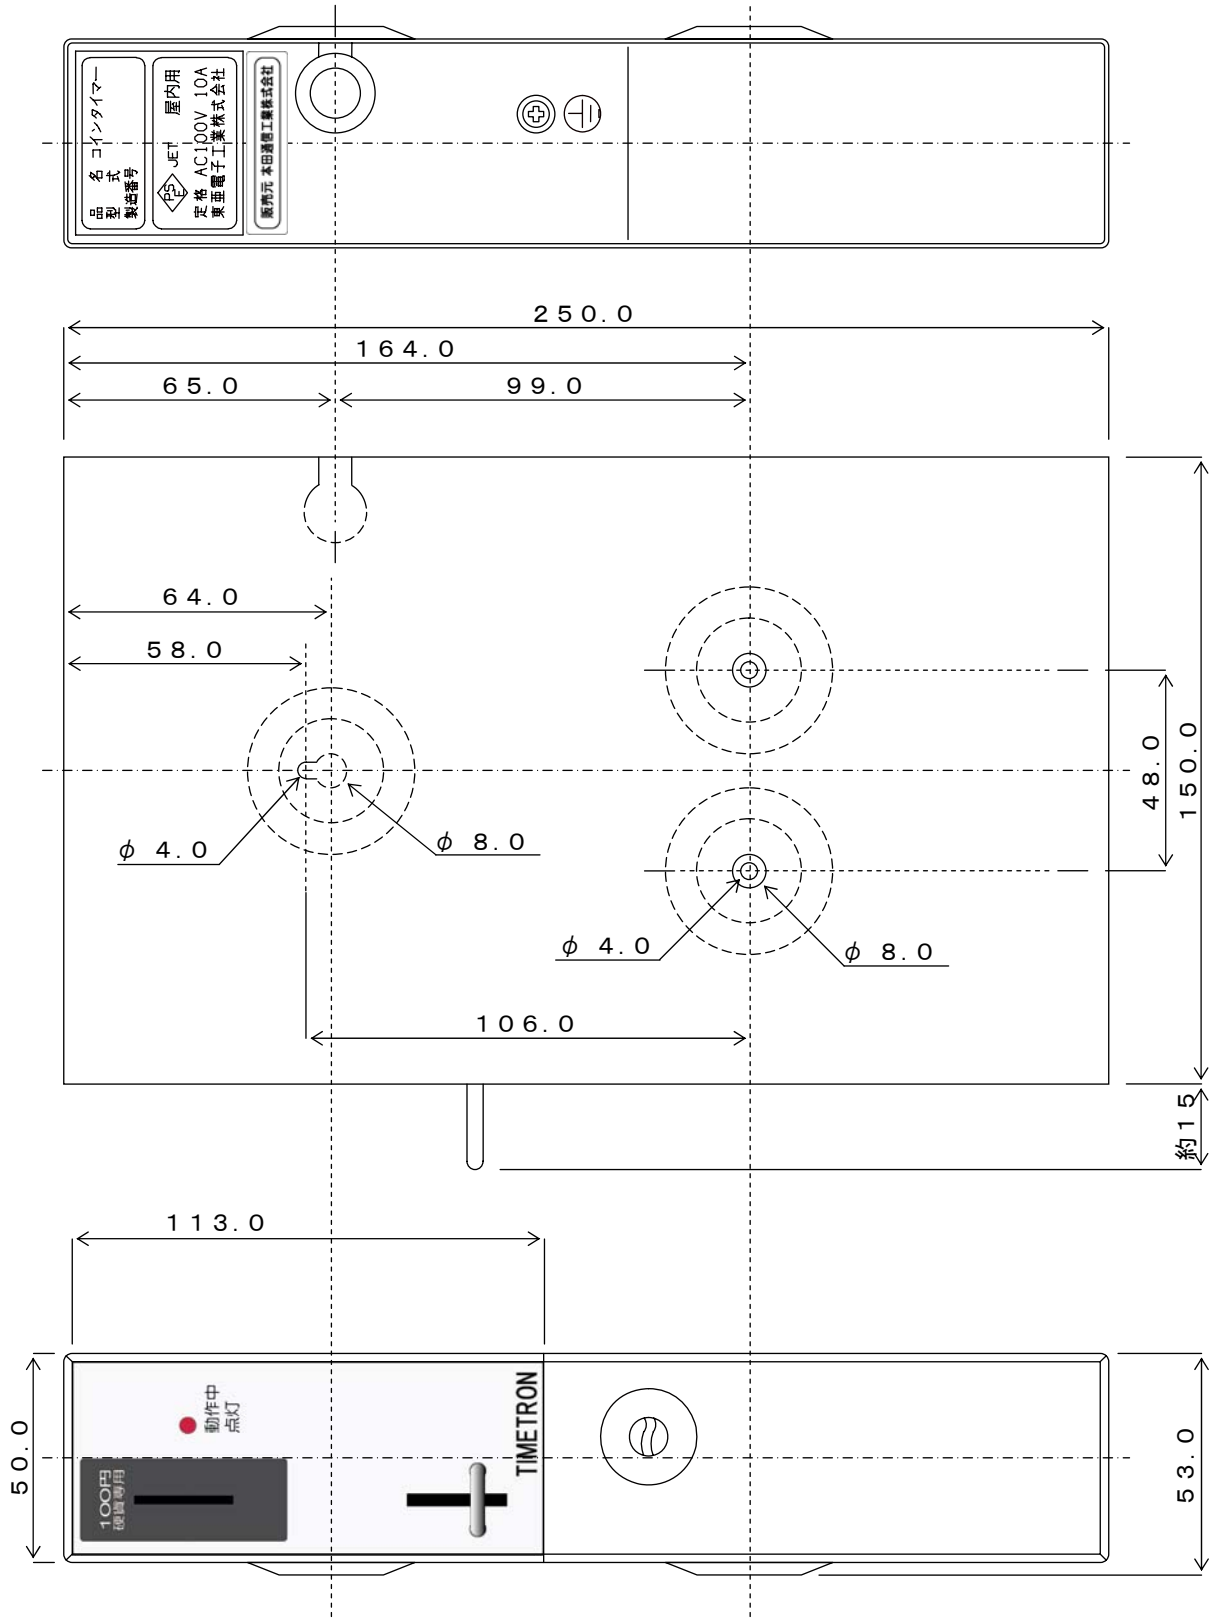 品　名 コインタイマー
型　式
製造番号
PSE JET 屋内用
定格 AC100V 10A
東亜電子工業株式会社
販売元 本田通信工業株式会社
250.0
164.0
65.0
99.0
64.0
58.0
φ 4.0
φ 8.0
48.0
150.0
φ 4.0
φ 8.0
106.0
約15
113.0
50.0
動作中
点灯
100円
硬貨専用
TIMETRON
53.0